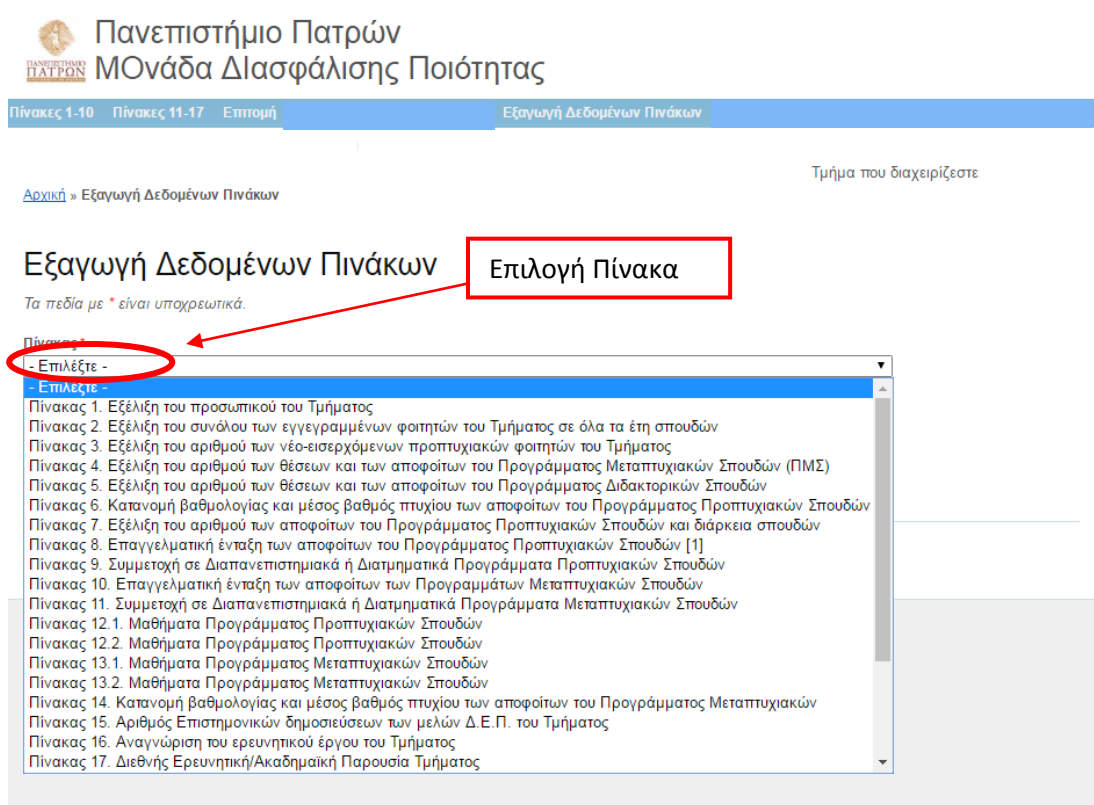 Πανεπιστήμιο Πατρών
ΜΟνάδα ΔΙασφάλισης Ποιότητας
ΠΑΝΕΠΙΣΤΗΜΙΟ
ΠΑΤΡΩΝ
Πίνακες 1-10 Πίνακες 11-17 Επιτομή Εξαγωγή Δεδομένων Πινάκων
Τμήμα που διαχειρίζεστε
Αρχική » Εξαγωγή Δεδομένων Πινάκων
Εξαγωγή Δεδομένων Πινάκων
Επιλογή Πίνακα
Τα πεδία με * είναι υποχρεωτικά.
Πίνακας *
- Επιλέξτε -
- Επιλέξτε -
Πίνακας 1. Εξέλιξη του προσωπικού του Τμήματος
Πίνακας 2. Εξέλιξη του συνόλου των εγγεγραμμένων φοιτητών του Τμήματος σε όλα τα έτη σπουδών
Πίνακας 3. Εξέλιξη του αριθμού των νέο-εισερχόμενων προπτυχιακών φοιτητών του Τμήματος
Πίνακας 4. Εξέλιξη του αριθμού των θέσεων και των αποφοίτων του Προγράμματος Μεταπτυχιακών Σπουδών (ΠΜΣ)
Πίνακας 5. Εξέλιξη του αριθμού των θέσεων και των αποφοίτων του Προγράμματος Διδακτορικών Σπουδών
Πίνακας 6. Κατανομή βαθμολογίας και μέσος βαθμός πτυχίου των αποφοίτων του Προγράμματος Προπτυχιακών Σπουδών
Πίνακας 7. Εξέλιξη του αριθμού των αποφοίτων του Προγράμματος Προπτυχιακών Σπουδών και διάρκεια σπουδών
Πίνακας 8. Επαγγελματική ένταξη των αποφοίτων του Προγράμματος Προπτυχιακών Σπουδών [1]
Πίνακας 9. Συμμετοχή σε Διαπανεπιστημιακά ή Διατμηματικά Προγράμματα Προπτυχιακών Σπουδών
Πίνακας 10. Επαγγελματική ένταξη των αποφοίτων των Προγραμμάτων Μεταπτυχιακών Σπουδών
Πίνακας 11. Συμμετοχή σε Διαπανεπιστημιακά ή Διατμηματικά Προγράμματα Μεταπτυχιακών Σπουδών
Πίνακας 12.1. Μαθήματα Προγράμματος Προπτυχιακών Σπουδών
Πίνακας 12.2. Μαθήματα Προγράμματος Προπτυχιακών Σπουδών
Πίνακας 13.1. Μαθήματα Προγράμματος Μεταπτυχιακών Σπουδών
Πίνακας 13.2. Μαθήματα Προγράμματος Μεταπτυχιακών Σπουδών
Πίνακας 14. Κατανομή βαθμολογίας και μέσος βαθμός πτυχίου των αποφοίτων του Προγράμματος Μεταπτυχιακών
Πίνακας 15. Αριθμός Επιστημονικών δημοσιεύσεων των μελών Δ.Ε.Π. του Τμήματος
Πίνακας 16. Αναγνώριση του ερευνητικού έργου του Τμήματος
Πίνακας 17. Διεθνής Ερευνητική/Ακαδημαϊκή Παρουσία Τμήματος